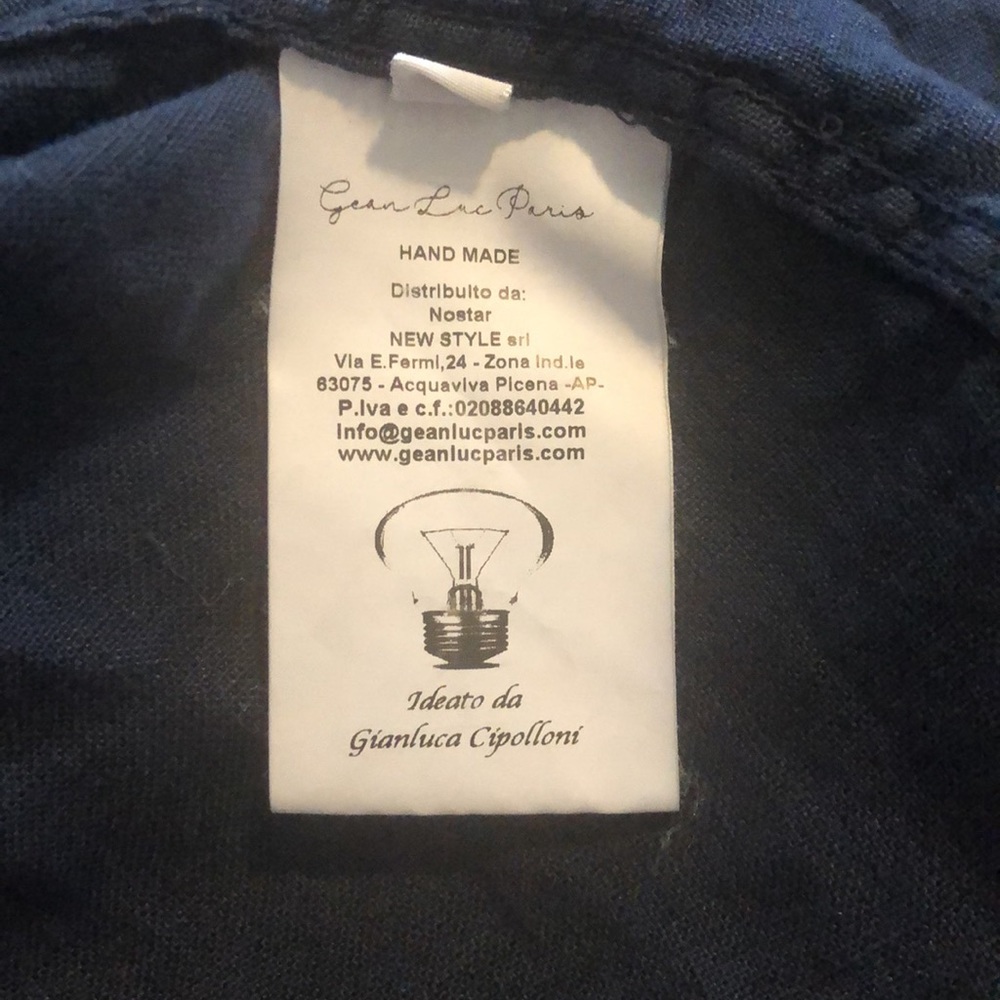 Gean Luc Paris
HAND MADE
Distribuito da:
Nostar
NEW STYLE srl
Via E.Fermi,24 - Zona ind.le
63075 - Acquaviva Picena -AP-
P.Iva e c.f.:02088640442
Info@geanlucparis.com
www.geanlucparis.com
Ideato da
Gianluca Cipolloni